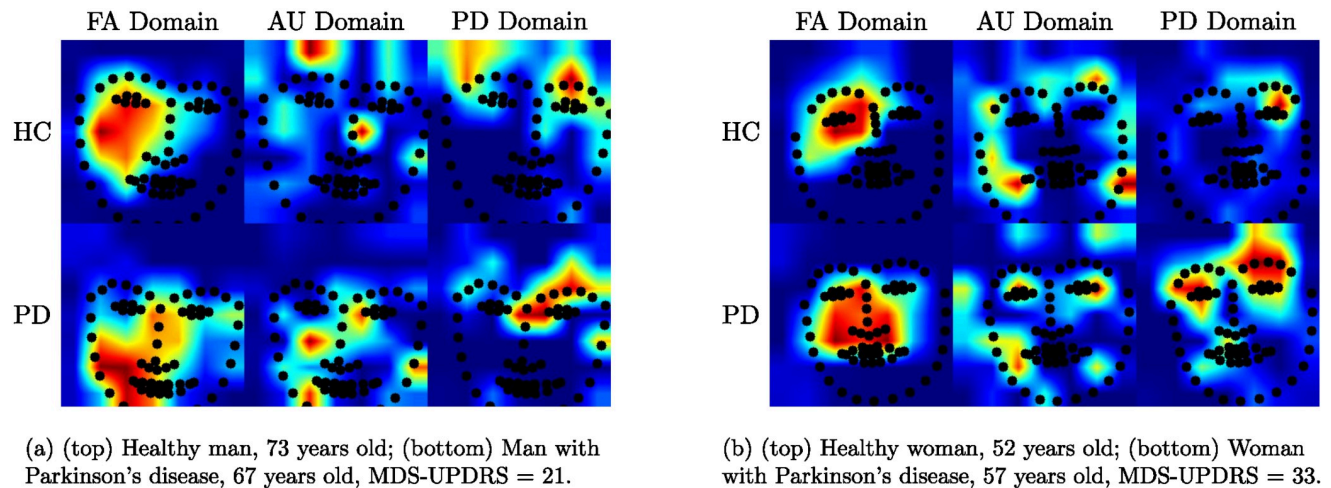 FA Domain AU Domain PD Domain
HC
PD
(a) (top) Healthy man, 73 years old; (bottom) Man with
Parkinson's disease, 67 years old, MDS-UPDRS = 21.
FA Domain AU Domain PD Domain
HC
PD
(b) (top) Healthy woman, 52 years old; (bottom) Woman
with Parkinson's disease, 57 years old, MDS-UPDRS = 33.